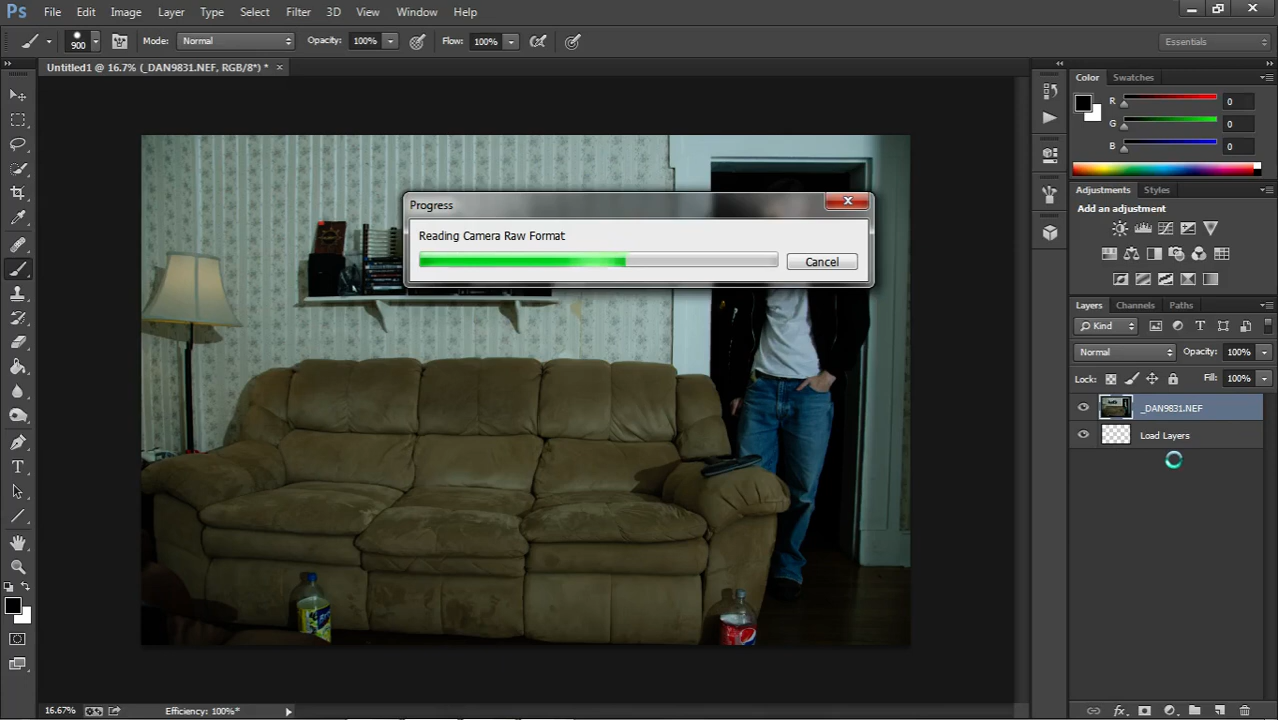 Ps File Edit Image Layer Type Select Filter 3D View Window Help
900 Mode: Normal Opacity: 100% Flow: 100% Essentials
Untitled1 @ 16.7% (_DAN9831.NEF, RGB/8*) * ×
Color Swatches
R 0
G 0
B 0
Adjustments Styles
Add an adjustment
Progress
Reading Camera Raw Format
Cancel
Layers Channels Paths
Kind
Normal Opacity: 100%
Lock: Fill: 100%
_DAN9831.NEF
Load Layers
16.67% Efficiency: 100%*